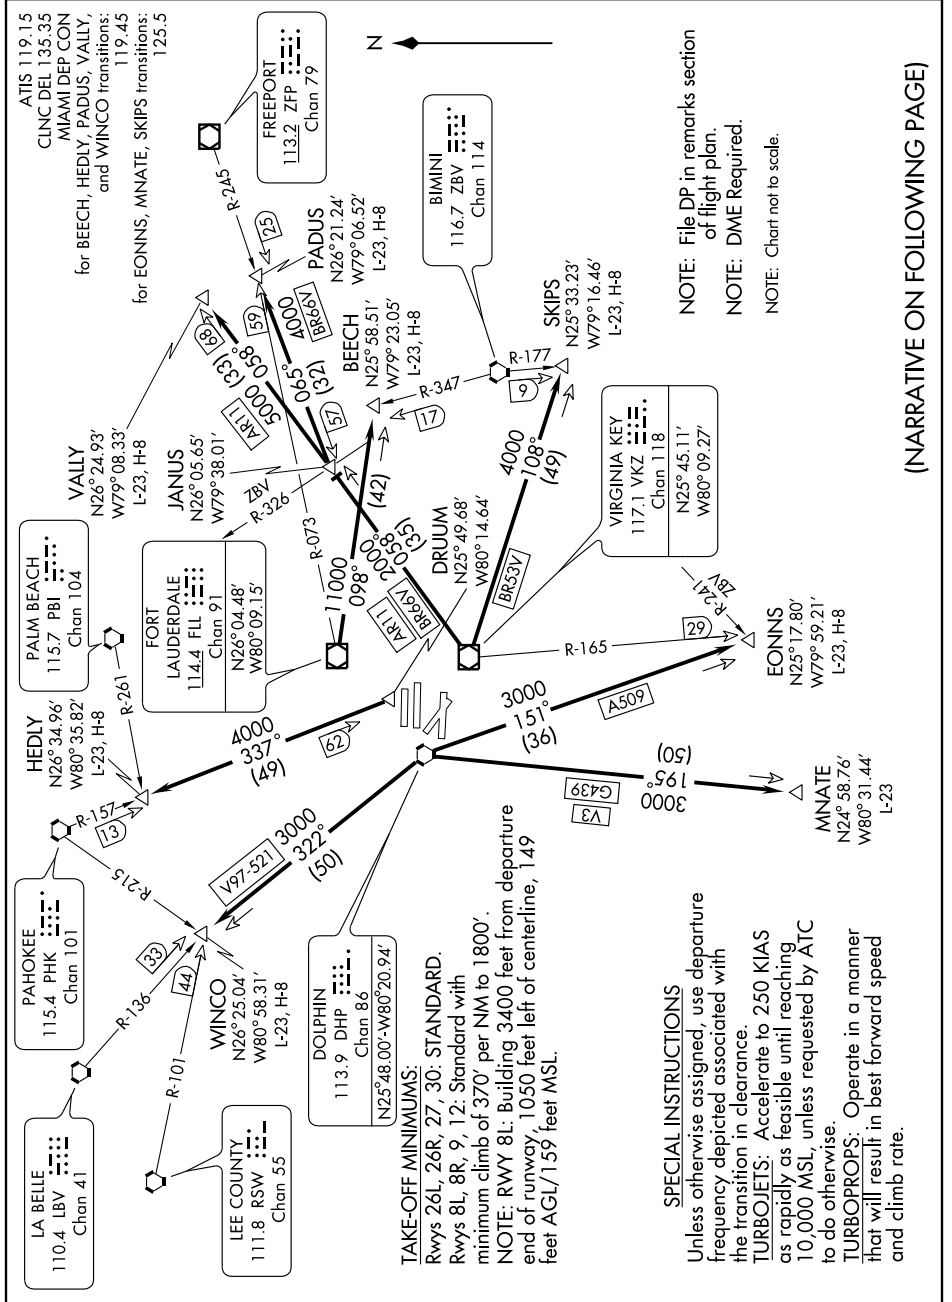 ATIS 119.15
CLNC DEL 135.35
MIAMI DEP CON
for BEECH, HEDLY, PADUS, VALLY,
and WINCO transitions:
119.45
for EONNS, MNATE, SKIPS transitions:
125.5
LA BELLE
110.4 LBV
Chan 41
PAHOKEE
115.4 PHK
Chan 101
PALM BEACH
115.7 PBI
Chan 104
FREEPORT
113.2 ZFP
Chan 79
N
LEE COUNTY
111.8 RSW
Chan 55
R-136
33
R-101
44
R-215
R-157
13
R-261
HEDLY
N26°34.96'
W80°35.82'
L-23, H-8
WINCO
N26°25.04'
W80°58.31'
L-23, H-8
VALLY
N26°24.93'
W79°08.33'
L-23, H-8
JANUS
N26°05.65'
W79°38.01'
ZBV
R-326
R-073
68
59
25
R-245
PADUS
N26°21.24'
W79°06.52'
L-23, H-8
5000 058°
(33)
AR11
4000
065°
(32)
BR66V
57
BEECH
N25°58.51'
W79°23.05'
L-23, H-8
FORT
LAUDERDALE
114.4 FLL
Chan 91
N26°04.48'
W80°09.15'
11000
098°
(42)
2000
058°
(35)
AR11
BR66V
R-347
17
BIMINI
116.7 ZBV
Chan 114
R-177
9
SKIPS
N25°33.23'
W79°16.46'
L-23, H-8
4000
108°
(49)
BR53V
DRUUM
N25°49.68'
W80°14.64'
4000
337°
(49)
62
V97-521
3000
322°
(50)
DOLPHIN
113.9 DHP
Chan 86
N25°48.00'-W80°20.94'
VIRGINIA KEY
117.1 VKZ
Chan 118
N25°45.11'
W80°09.27'
R-165
29
R-241
ZBV
EONNS
N25°17.80'
W79°59.21'
L-23, H-8
3000
151°
(36)
A509
3000
195°
(50)
G439
V3
MNATE
N24°58.76'
W80°31.44'
L-23
NOTE: File DP in remarks section
of flight plan.
NOTE: DME Required.
NOTE: Chart not to scale.
TAKE-OFF MINIMUMS:
Rwys 26L, 26R, 27, 30: STANDARD.
Rwys 8L, 8R, 9, 12: Standard with
minimum climb of 370' per NM to 1800'.
NOTE: RWY 8L: Building 3400 feet from departure
end of runway, 1050 feet left of centerline, 149
feet AGL/159 feet MSL.
SPECIAL INSTRUCTIONS
Unless otherwise assigned, use departure
frequency depicted associated with
the transition in clearance.
TURBOJETS: Accelerate to 250 KIAS
as rapidly as feasible until reaching
10,000 MSL, unless requested by ATC
to do otherwise.
TURBOPROPS: Operate in a manner
that will result in best forward speed
and climb rate.
(NARRATIVE ON FOLLOWING PAGE)